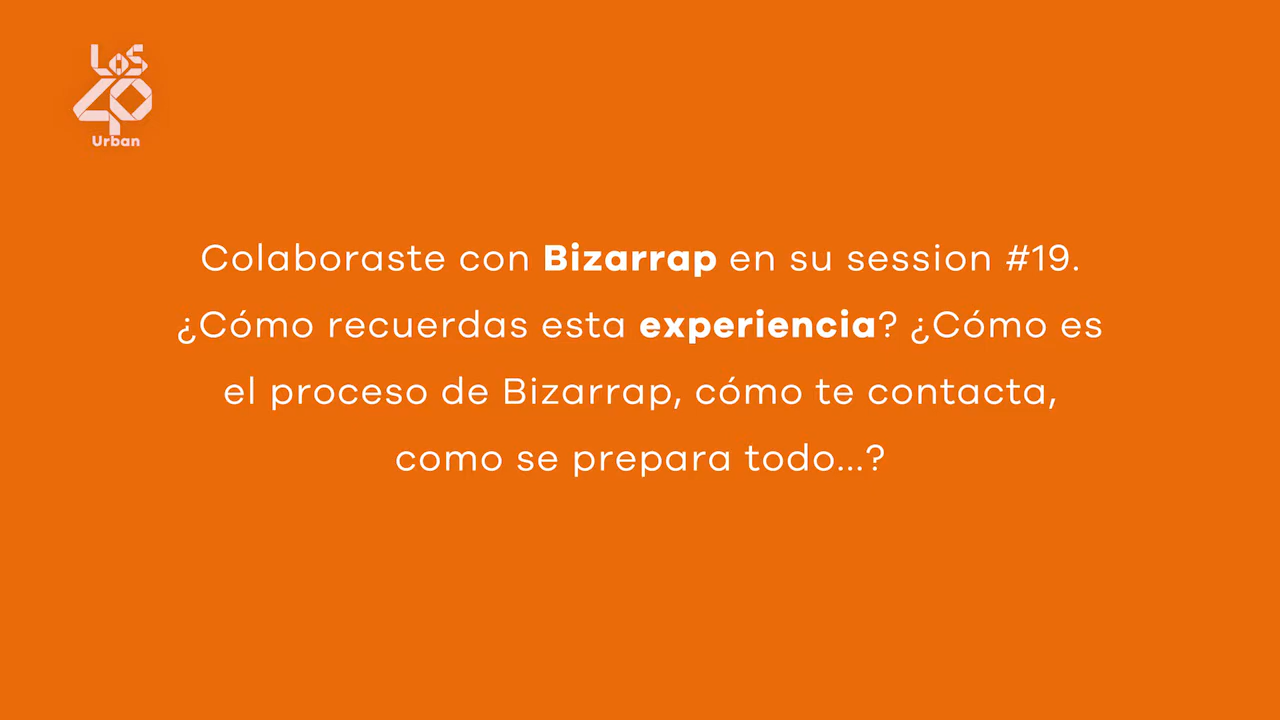 LOS
40
Urban
Colaboraste con Bizarrap en su session #19.
¿Cómo recuerdas esta experiencia? ¿Cómo es
el proceso de Bizarrap, cómo te contacta,
como se prepara todo...?